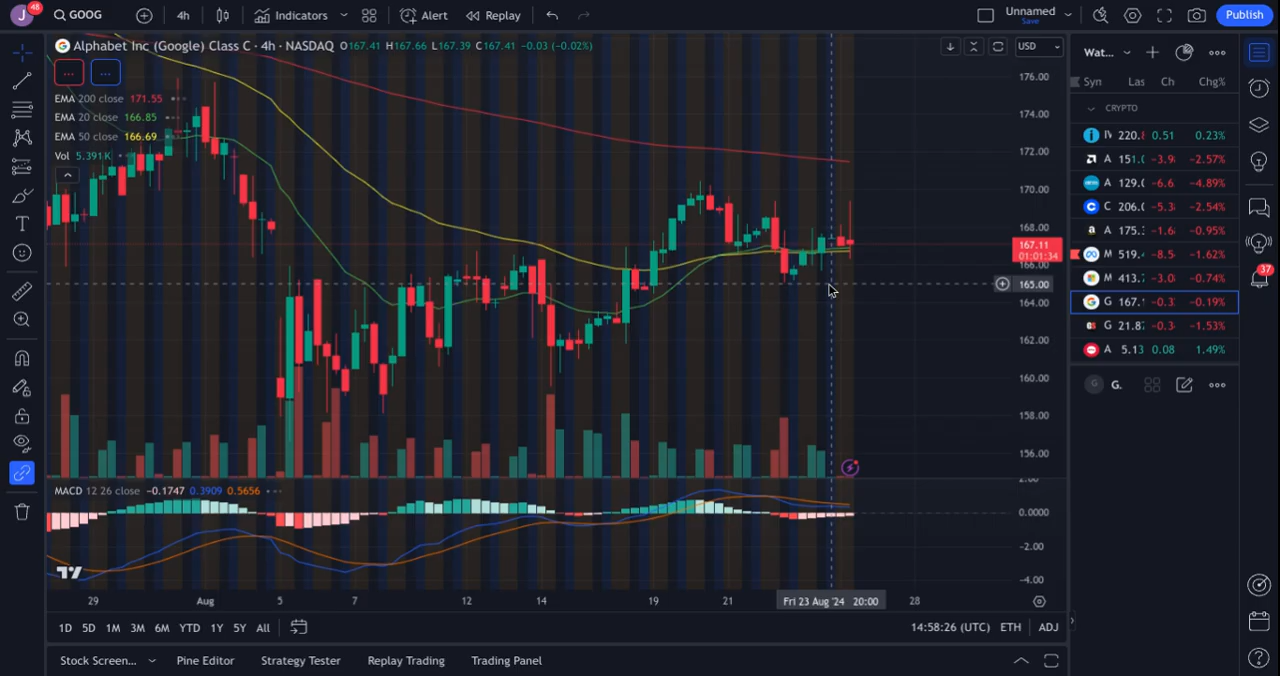 J 48 GOOG 4h Indicators Alert Replay Unnamed Save Publish
Alphabet Inc (Google) Class C · 4h · NASDAQ O167.41 H167.66 L167.39 C167.41 −0.03 (−0.02%) USD
EMA 200 close 171.55
EMA 20 close 166.85
EMA 50 close 166.69
Vol 5.391K
176.00
174.00
172.00
170.00
168.00
167.11
01:01:34
166.00
165.00
164.00
162.00
160.00
158.00
156.00
MACD 12 26 close −0.1747 0.3909 0.5656
2.00
0.0000
−2.00
−4.00
29 Aug 5 7 12 14 19 21 Fri 23 Aug '24 20:00 28
1D 5D 1M 3M 6M YTD 1Y 5Y All 14:58:26 (UTC) ETH ADJ
Stock Screen... Pine Editor Strategy Tester Replay Trading Trading Panel
Wat...
Syn Las Ch Chg%
CRYPTO
220. 0.51 0.23%
A 151.( −3.9 −2.57%
A 129.( −6.6 −4.89%
C 206.( −5.3 −2.54%
A 175. −1.6 −0.95%
M 519. −8.5 −1.62%
M 413. −3.0 −0.74%
G 167. −0.3 −0.19%
G 21.8 −0.3 −1.53%
A 5.13 0.08 1.49%
G G.
37